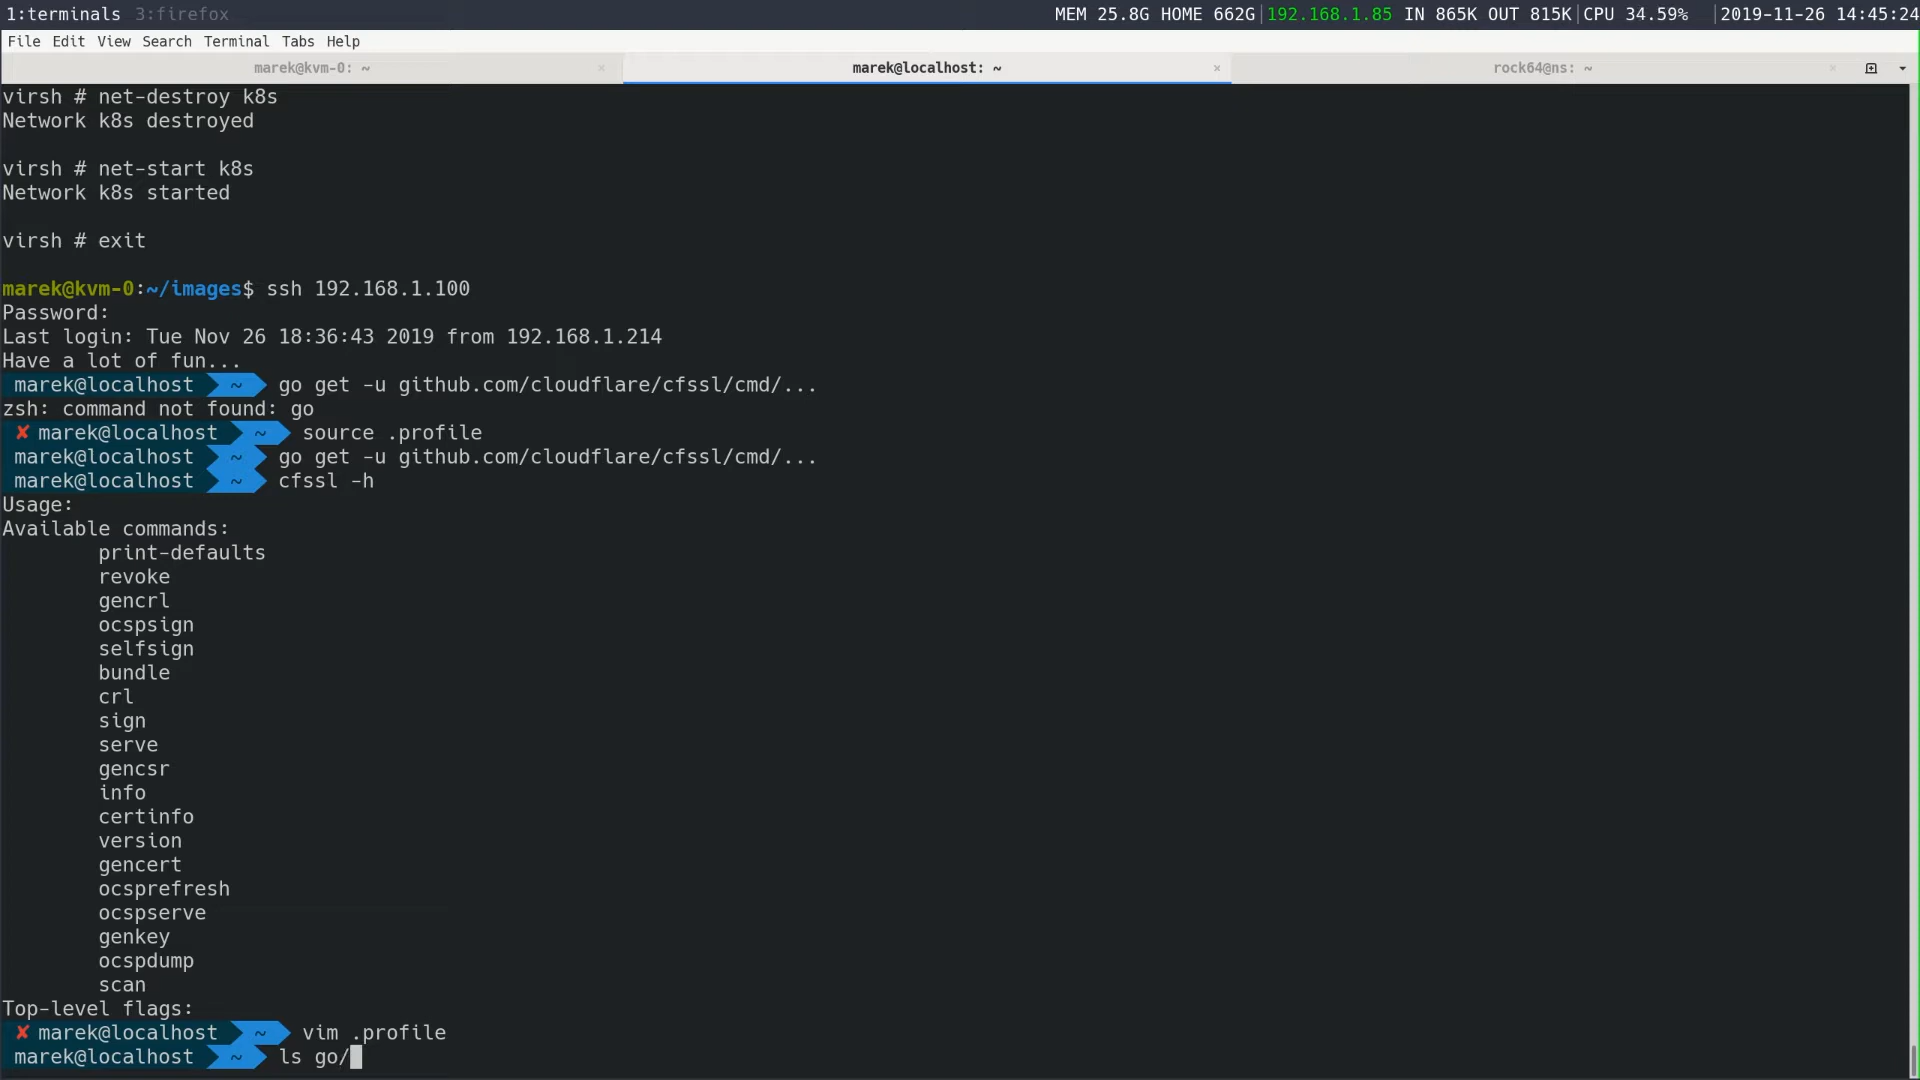 1:terminals 3:firefox MEM 25.8G HOME 662G|192.168.1.85 IN 865K OUT 815K|CPU 34.59% |2019-11-26 14:45:24
File Edit View Search Terminal Tabs Help
marek@kvm-0: ~ × marek@localhost: ~ × rock64@ns: ~ ×
virsh # net-destroy k8s
Network k8s destroyed
virsh # net-start k8s
Network k8s started
virsh # exit
marek@kvm-0:~/images$ ssh 192.168.1.100
Password:
Last login: Tue Nov 26 18:36:43 2019 from 192.168.1.214
Have a lot of fun...
marek@localhost ~ go get -u github.com/cloudflare/cfssl/cmd/...
zsh: command not found: go
✘ marek@localhost ~ source .profile
marek@localhost ~ go get -u github.com/cloudflare/cfssl/cmd/...
marek@localhost ~ cfssl -h
Usage:
Available commands:
print-defaults
revoke
gencrl
ocspsign
selfsign
bundle
crl
sign
serve
gencsr
info
certinfo
version
gencert
ocsprefresh
ocspserve
genkey
ocspdump
scan
Top-level flags:
✘ marek@localhost ~ vim .profile
marek@localhost ~ ls go/